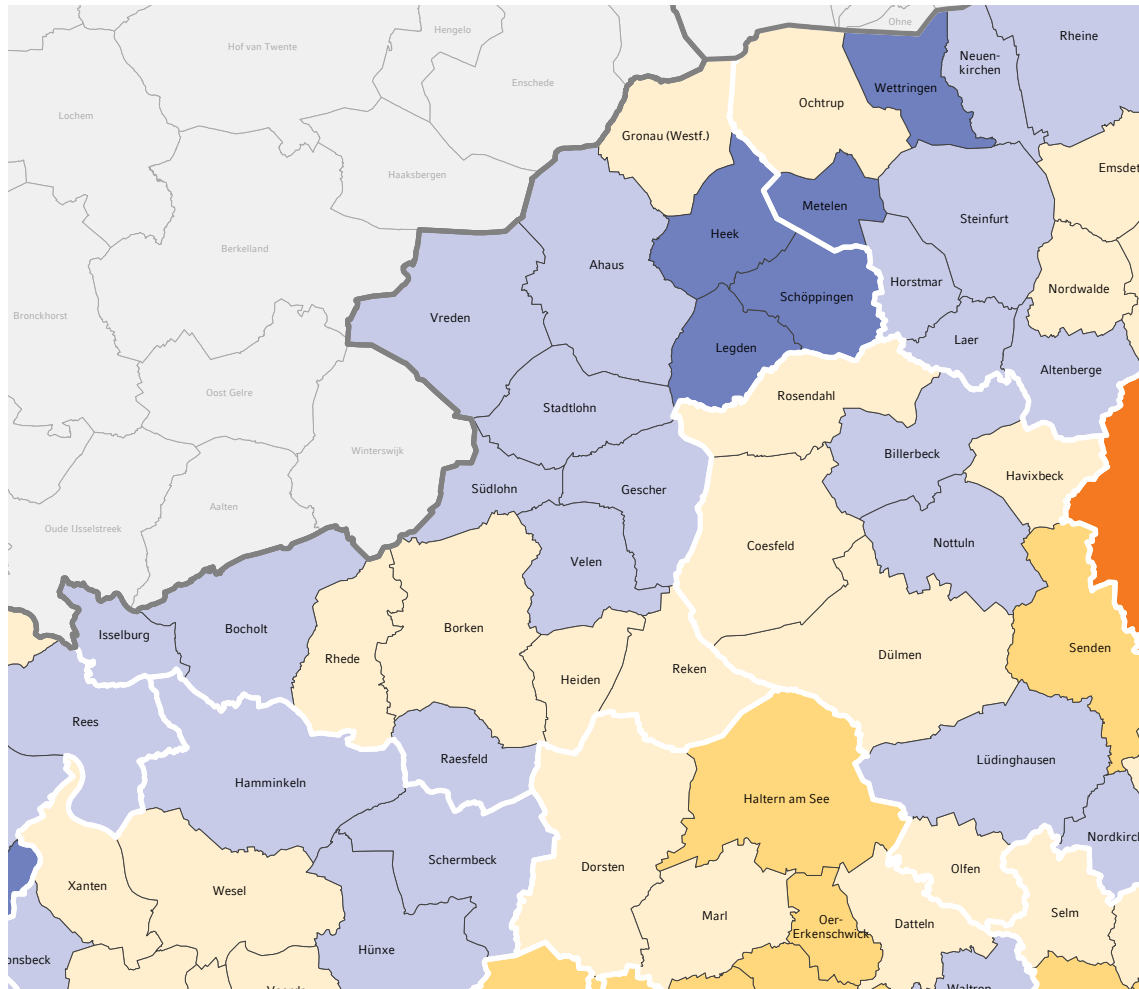 Ohne
Hengelo
Rheine
Hof van Twente
Neuen-
kirchen
Enschede
Wettringen
Ochtrup
Lochem
Gronau (Westf.)
Emsdet
Haaksbergen
Metelen
Steinfurt
Heek
Berkelland
Ahaus
Horstmar
Nordwalde
Schöppingen
Bronckhorst
Vreden
Laer
Legden
Altenberge
Oost Gelre
Rosendahl
Stadtlohn
Winterswijk
Billerbeck
Havixbeck
Südlohn
Gescher
Aalten
Oude IJsselstreek
Coesfeld
Nottuln
Velen
Isselburg
Bocholt
Borken
Senden
Rhede
Dülmen
Reken
Heiden
Rees
Raesfeld
Lüdinghausen
Hamminkeln
Haltern am See
Nordkirch
Schermbeck
Dorsten
Olfen
Xanten
Wesel
Selm
Marl
Oer-
Erkenschwick
Datteln
Hünxe
onsbeck
Voerde
Waltrop